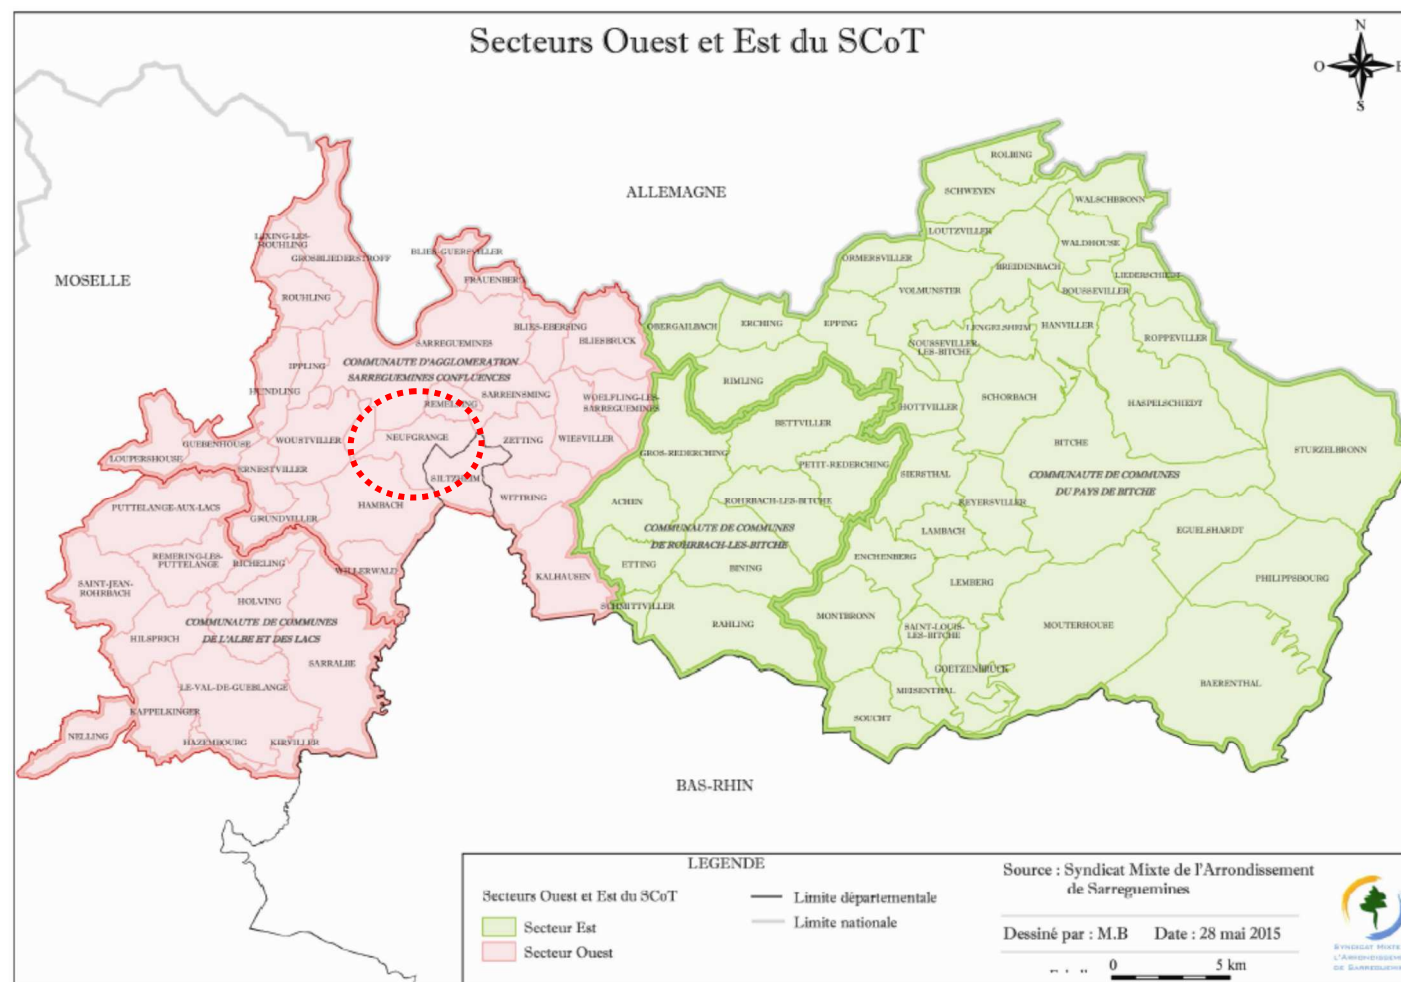 Secteurs Ouest et Est du SCoT
N
O
E
S
ALLEMAGNE
MOSELLE
BAS-RHIN
ROLBING
SCHWEYEN
WALSCHBRONN
LOUTZVILLER
WALDHOUSE
ORMERSVILLER
BREIDENBACH
LIEDERSCHIEDT
VOLMUNSTER
BOUSSEVILLER
LENGELSHEIM
HANVILLER
ROPPEVILLER
NOUSSEVILLER-
LES-BITCHE
OBERGAILBACH
ERCHING
EPPING
RIMLING
HOTTVILLER
SCHORBACH
HASPELSCHIEDT
BETTVILLER
BITCHE
STURZELBRONN
GROS-REDERCHING
PETIT-REDERCHING
SIERSTHAL
COMMUNAUTE DE COMMUNES
DU PAYS DE BITCHE
ACHEN
ROHRBACH-LES-BITCHE
REYERSVILLER
COMMUNAUTE DE COMMUNES
DE ROHRBACH-LES-BITCHE
LAMBACH
EGUELSHARDT
ENCHENBERG
ETTING
BINING
LEMBERG
PHILIPPSBOURG
SCHMITTVILLER
RAHLING
MONTBRONN
SAINT-LOUIS-
LES-BITCHE
MOUTERHOUSE
GOETZENBRUCK
MEISENTHAL
BAERENTHAL
SOUCHT
LIXING-LES-
ROUHLING
GROSBLIEDERSTROFF
BLIES-GUERSVILLER
FRAUENBERG
ROUHLING
BLIES-EBERSING
BLIESBRUCK
SARREGUEMINES
IPPLING
COMMUNAUTE D'AGGLOMERATION
SARREGUEMINES CONFLUENCES
HUNDLING
REMELFING
SARREINSMING
WOELFLING-LES-
SARREGUEMINES
GUEBENHOUSE
WOUSTVILLER
NEUFGRANGE
ZETTING
WIESVILLER
LOUPERSHOUSE
ERNESTVILLER
SILTZHEIM
WITTRING
PUTTELANGE-AUX-LACS
GRUNDVILLER
HAMBACH
REMERING-LES-
PUTTELANGE
RICHELING
WILLERWALD
KALHAUSEN
SAINT-JEAN-
ROHRBACH
HOLVING
COMMUNAUTE DE COMMUNES
DE L'ALBE ET DES LACS
HILSPRICH
SARRALBE
LE-VAL-DE-GUEBLANGE
KAPPELKINGER
NELLING
HAZEMBOURG
KIRVILLER
LEGENDE
Secteurs Ouest et Est du SCoT
Secteur Est
Secteur Ouest
Limite départementale
Limite nationale
Source : Syndicat Mixte de l'Arrondissement
de Sarreguemines
Dessiné par : M.B Date : 28 mai 2015
0 5 km
SYNDICAT MIXTE
L'ARRONDISSEM
DE SARREGUEMI